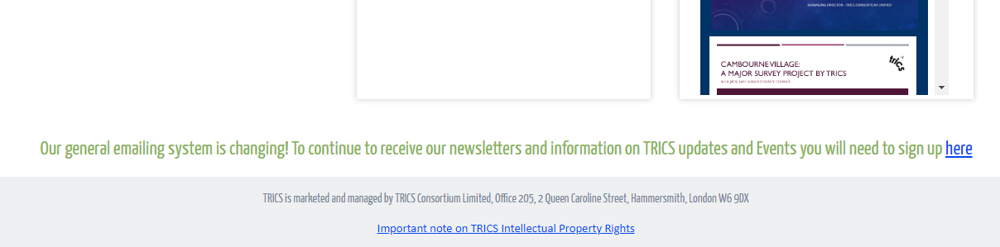 MANAGING DIRECTOR - TRICS CONSORTIUM LIMITED
CAMBOURNE VILLAGE:
A MAJOR SURVEY PROJECT BY TRICS
trics
Our general emailing system is changing! To continue to receive our newsletters and information on TRICS updates and Events you will need to sign up here
TRICS is marketed and managed by TRICS Consortium Limited, Office 205, 2 Queen Caroline Street, Hammersmith, London W6 9DX
Important note on TRICS Intellectual Property Rights